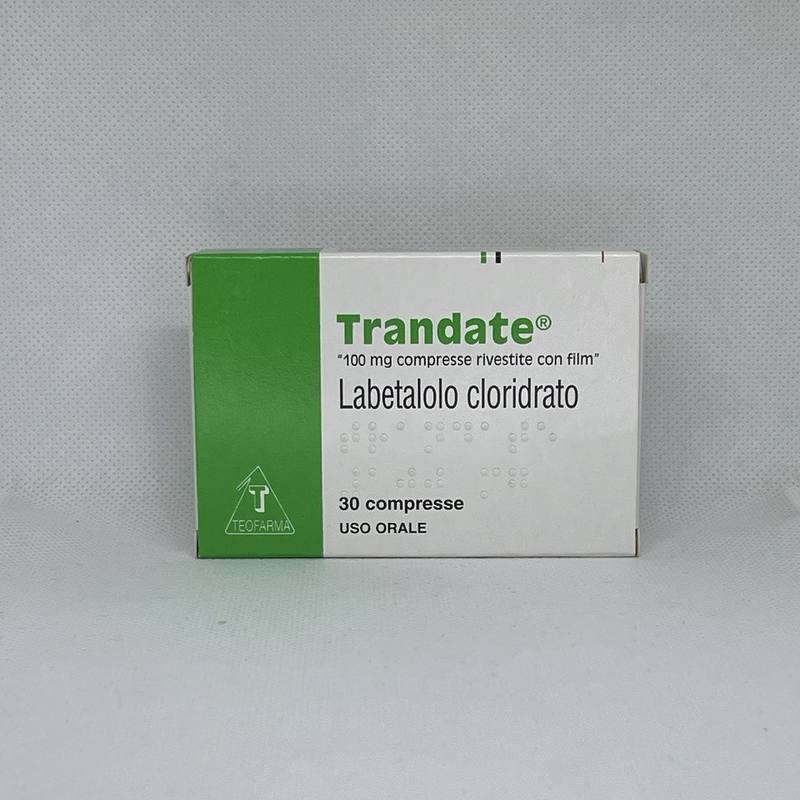 Trandate®
"100 mg compresse rivestite con film"
Labetalolo cloridrato
30 compresse
USO ORALE
T
TEOFARMA